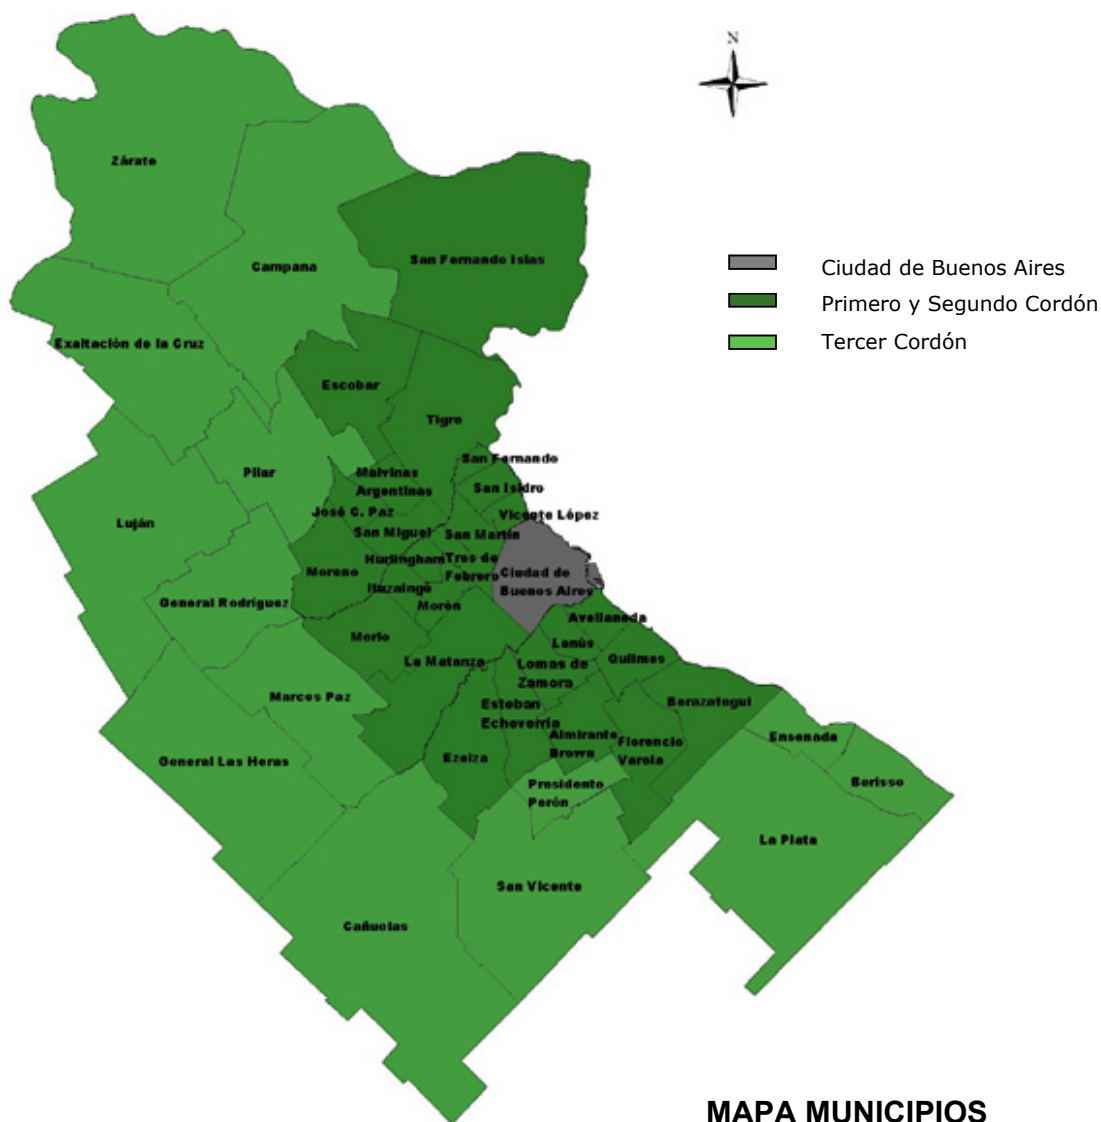 N
Zárate
Campana
San Fernando Islas
Ciudad de Buenos Aires
Primero y Segundo Cordón
Tercer Cordón
Exaltación de la Cruz
Escobar
Tigre
San Fernando
Pilar
Malvinas
Argentinas
San Isidro
José C. Paz
Vicente López
Luján
San Miguel
San Martín
Hurlingham
Tres de
Febrero
Moreno
Ciudad de
Buenos Aires
Ituzaingó
General Rodríguez
Morón
Avellaneda
Merlo
Lanús
La Matanza
Lomas de
Zamora
Quilmes
Marcos Paz
Esteban
Echeverría
Berazategui
Almirante
Brown
Florencio
Varela
Ensenada
General Las Heras
Ezeiza
Presidente
Perón
Berisso
La Plata
San Vicente
Cañuelas
MAPA MUNICIPIOS